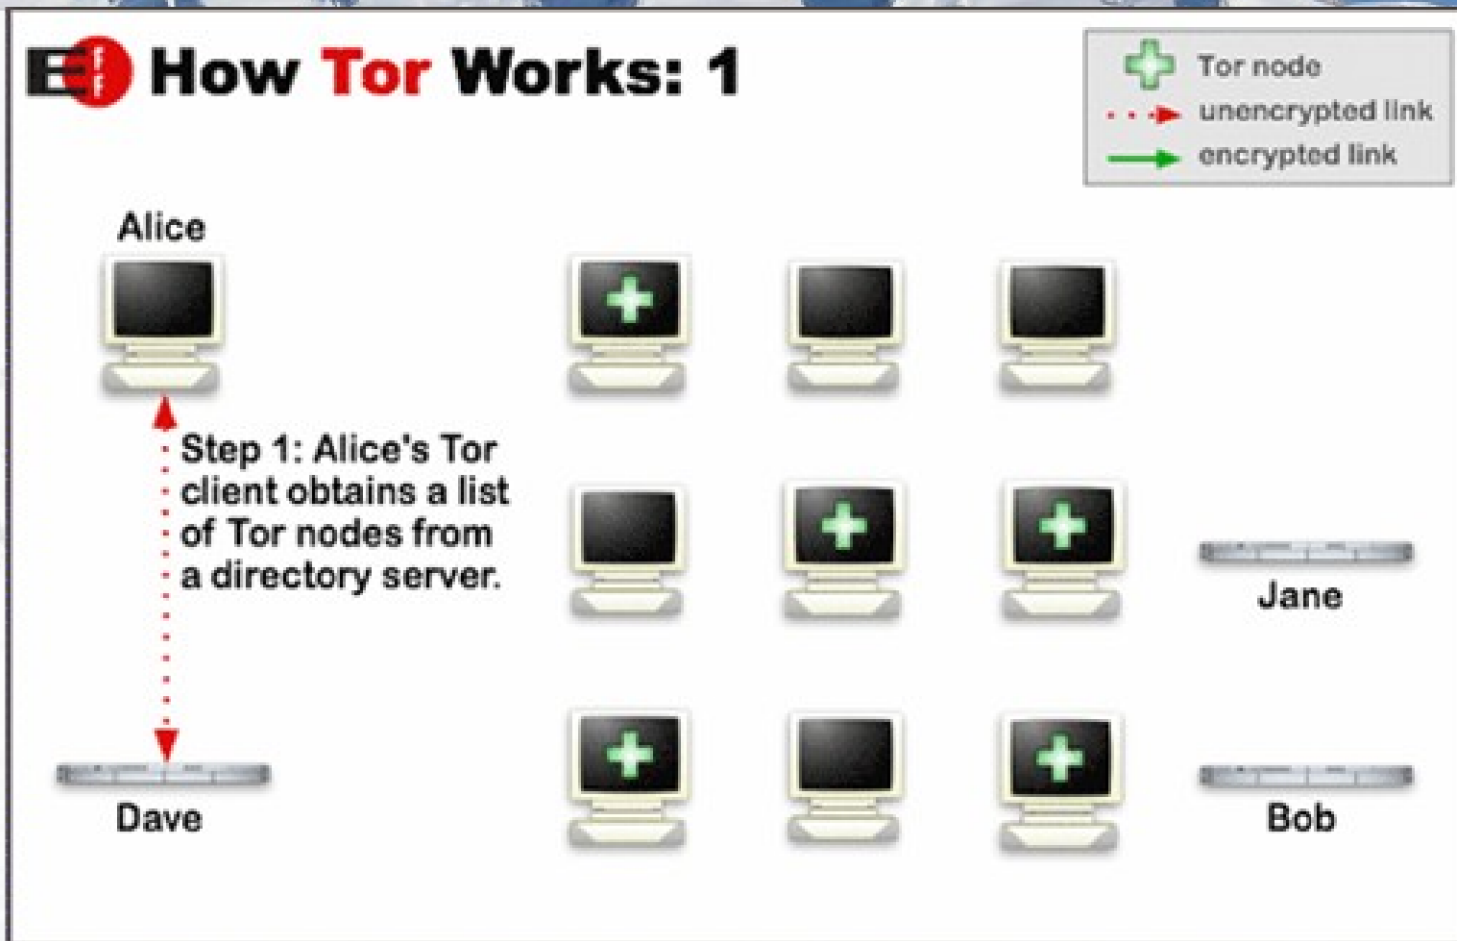 EFF How Tor Works: 1
Tor node
unencrypted link
encrypted link
Alice
Step 1: Alice's Tor
client obtains a list
of Tor nodes from
a directory server.
Jane
Dave
Bob